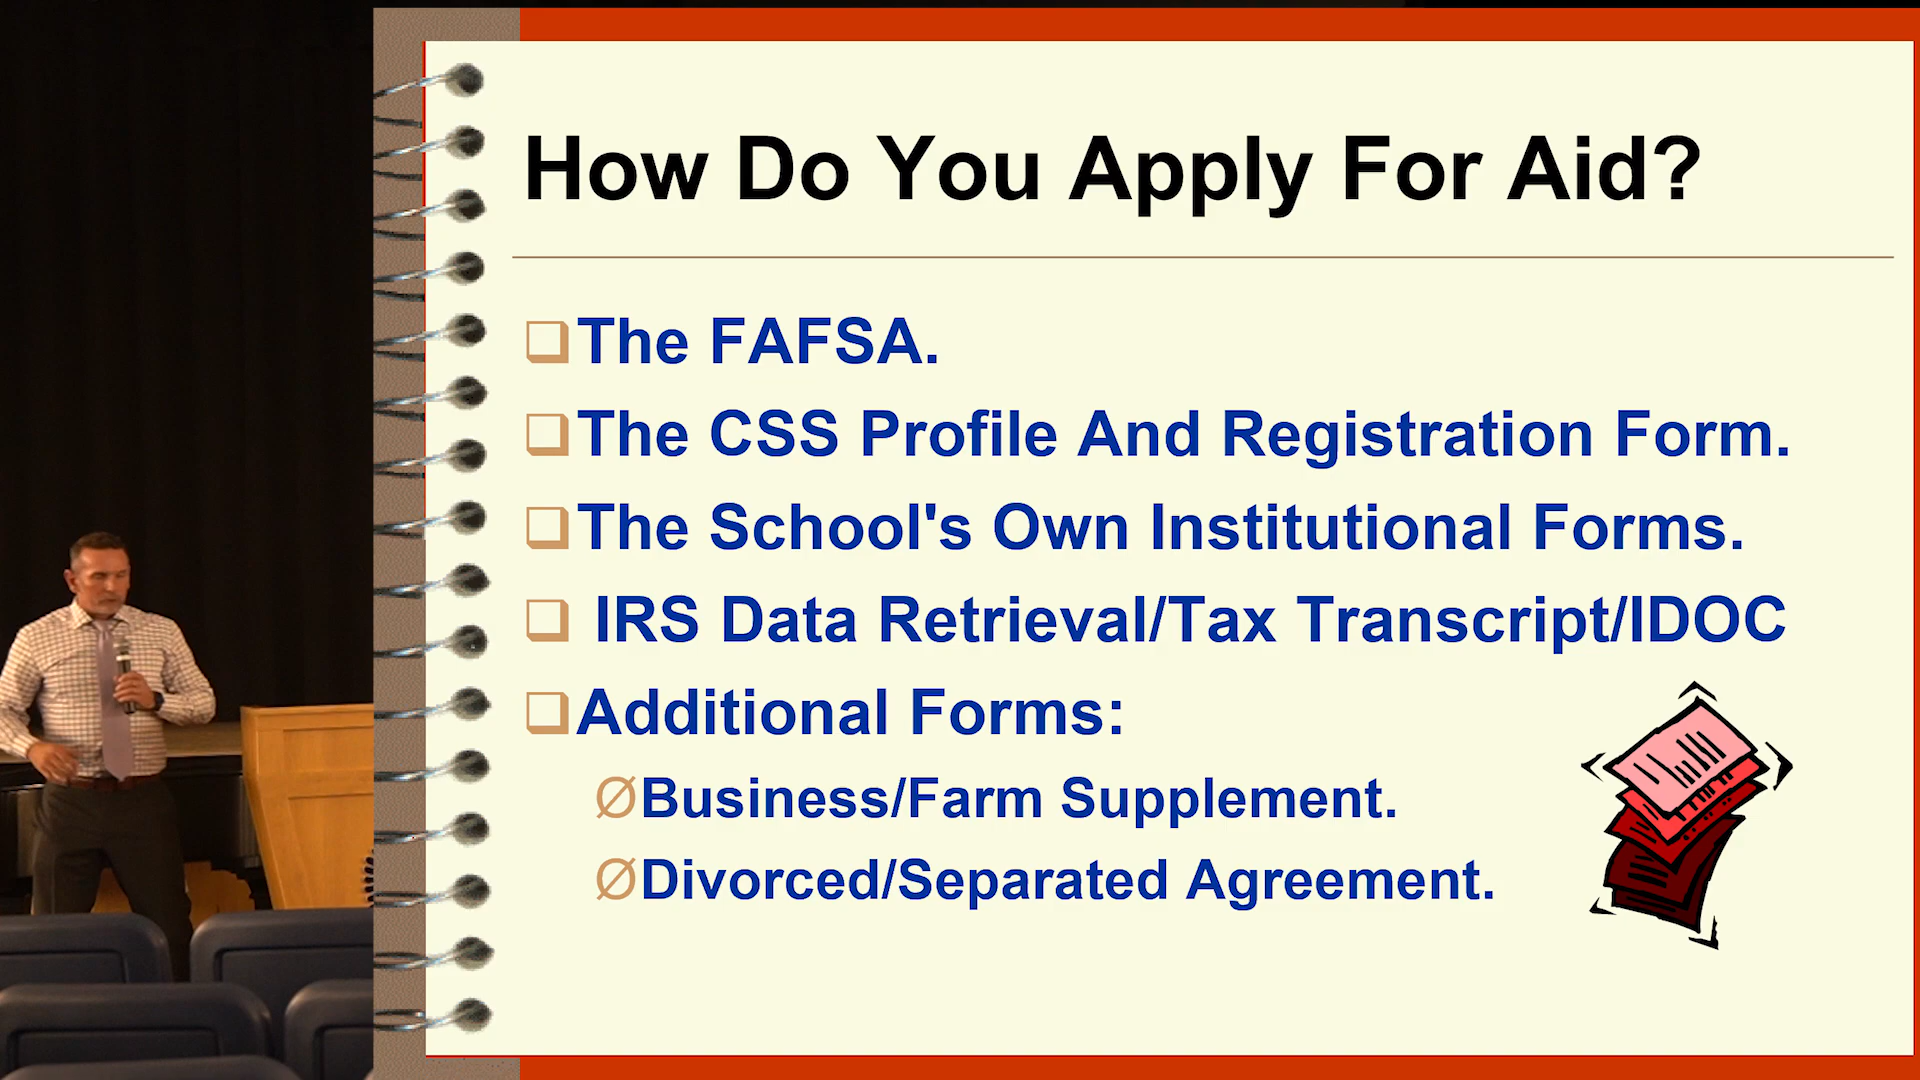 How Do You Apply For Aid?
The FAFSA.
The CSS Profile And Registration Form.
The School's Own Institutional Forms.
IRS Data Retrieval/Tax Transcript/IDOC
Additional Forms:
Business/Farm Supplement.
Divorced/Separated Agreement.